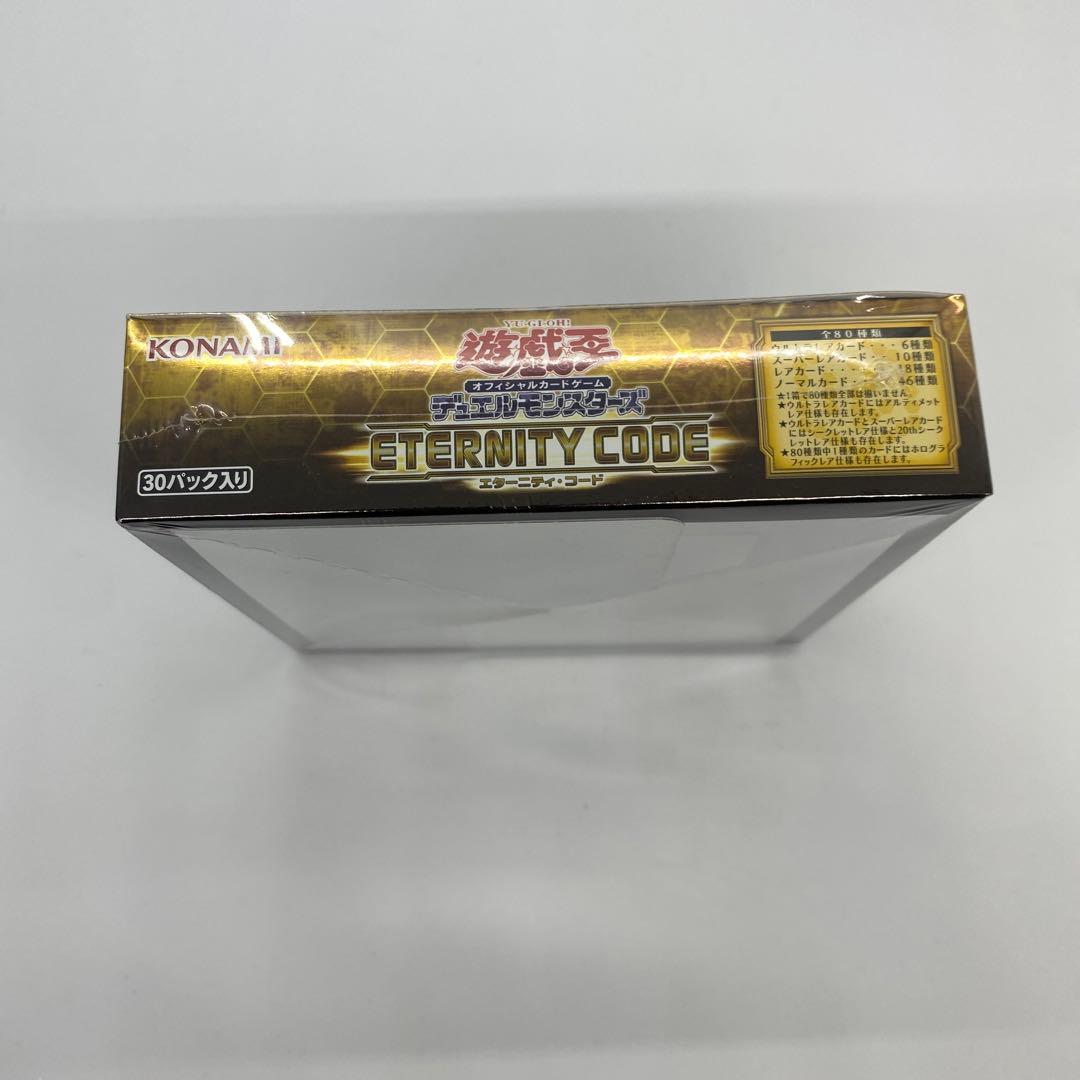 KONAMI
YU-GI-OH!
遊戯王
オフィシャルカードゲーム
デュエルモンスターズ
ETERNITY CODE
エターニティ・コード
30パック入り
全80種類
ウルトラレアカード・・・6種類
スーパーレアカード・・10種類
レアカード・・・・18種類
ノーマルカード・・・46種類
★1箱で80種類全部は揃いません。
★ウルトラレアカードにはアルティメット
レア仕様も存在します。
★ウルトラレアカードとスーパーレアカード
にはシークレットレア仕様と20thシーク
レットレア仕様も存在します。
★80種類中1種類のカードにはホログラ
フィックレア仕様も存在します。